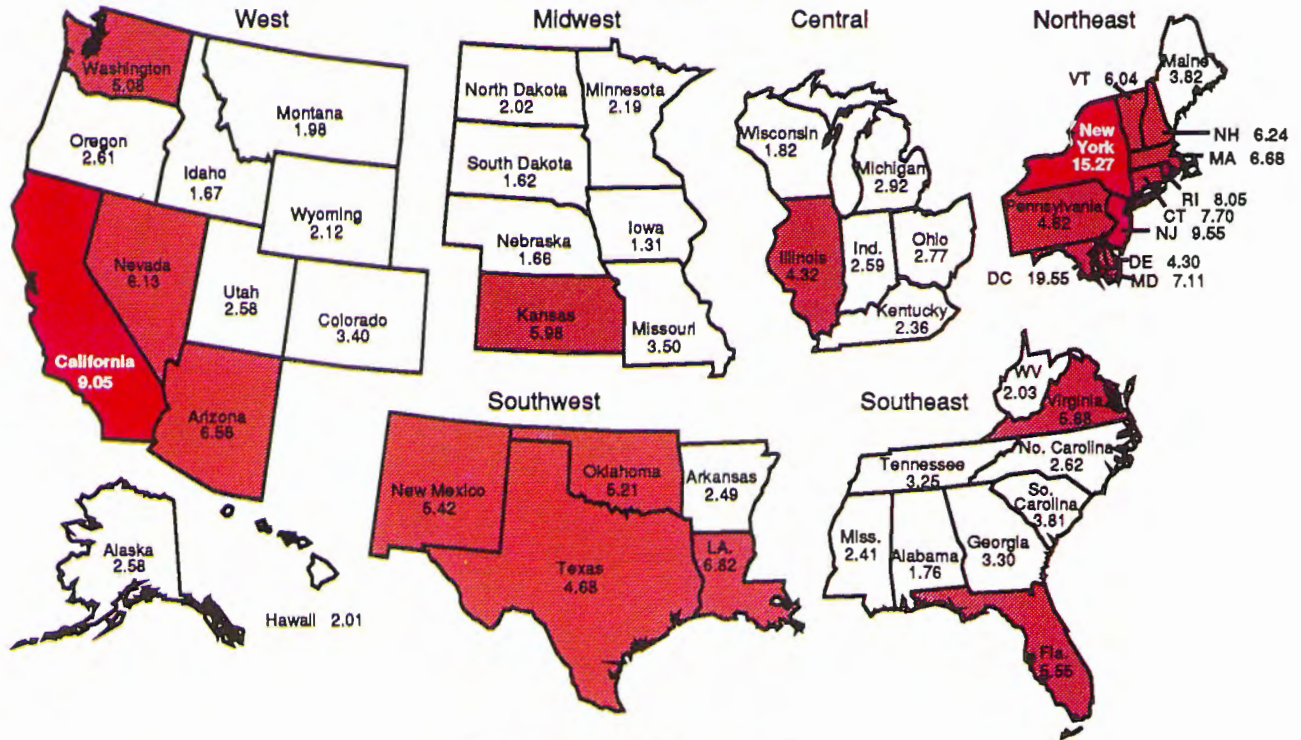 West
Washington
5.08
Oregon
2.61
Montana
1.98
Idaho
1.67
Wyoming
2.12
Nevada
6.13
Utah
2.58
Colorado
3.40
California
9.05
Arizona
6.56
Alaska
2.58
Hawaii 2.01
Midwest
North Dakota
2.02
Minnesota
2.19
South Dakota
1.62
Nebraska
1.66
Iowa
1.31
Kansas
5.98
Missouri
3.50
Central
Wisconsin
1.82
Michigan
2.92
Illinois
4.32
Ind.
2.59
Ohio
2.77
Kentucky
2.36
Northeast
Maine
3.82
VT 6.04
New
York
15.27
NH 6.24
MA 6.68
RI 8.05
CT 7.70
NJ 9.55
Pennsylvania
4.62
DE 4.30
MD 7.11
DC 19.55
Southwest
New Mexico
5.42
Oklahoma
5.21
Arkansas
2.49
Texas
4.68
LA.
6.82
Southeast
WV
2.03
Virginia
5.88
No. Carolina
2.62
Tennessee
3.25
So.
Carolina
3.81
Miss.
2.41
Alabama
1.76
Georgia
3.30
Fla.
5.55